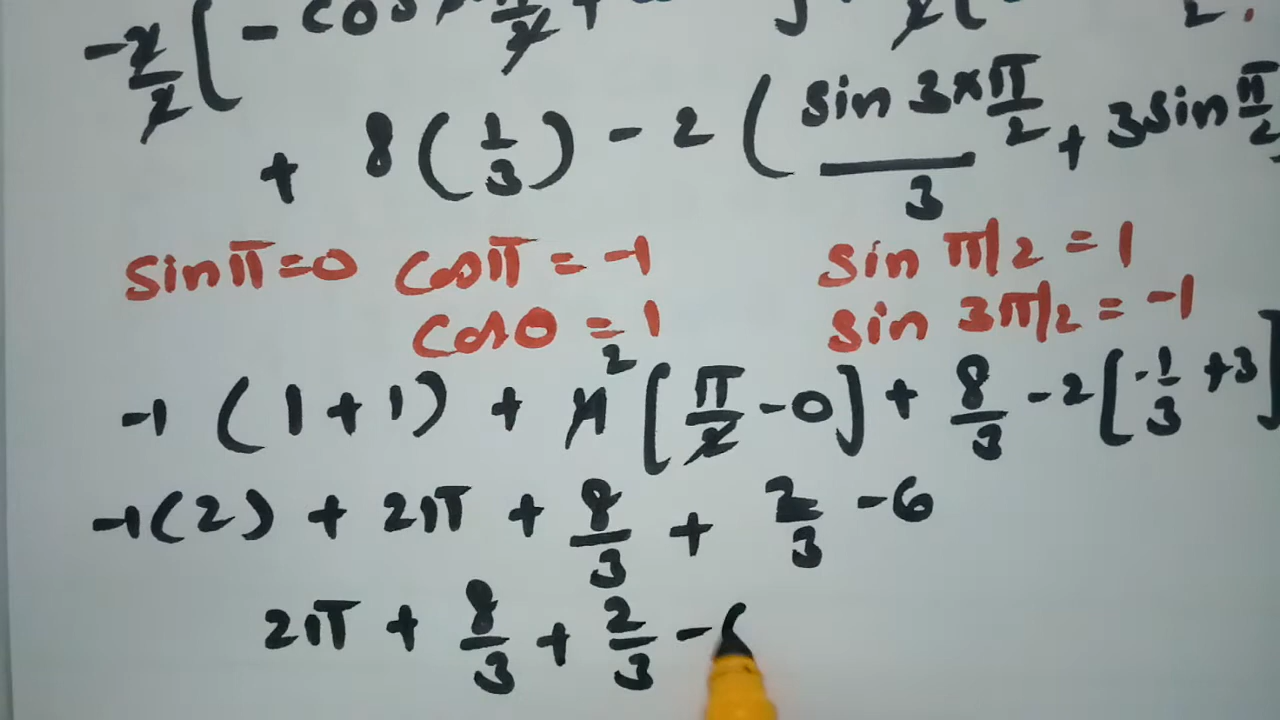 + 8(1/3) - 2(sin 3×π/2 / 3 + 3sin π/2
sinπ=0 cosπ = -1 sin π/2 = 1
cos0 = 1 sin 3π/2 = -1
-1 (1+1) + 4 2 [π/2 - 0] + 8/3 - 2[-1/3 + 3]
-1(2) + 2π + 8/3 + 2/3 - 6
2π + 8/3 + 2/3 - 6